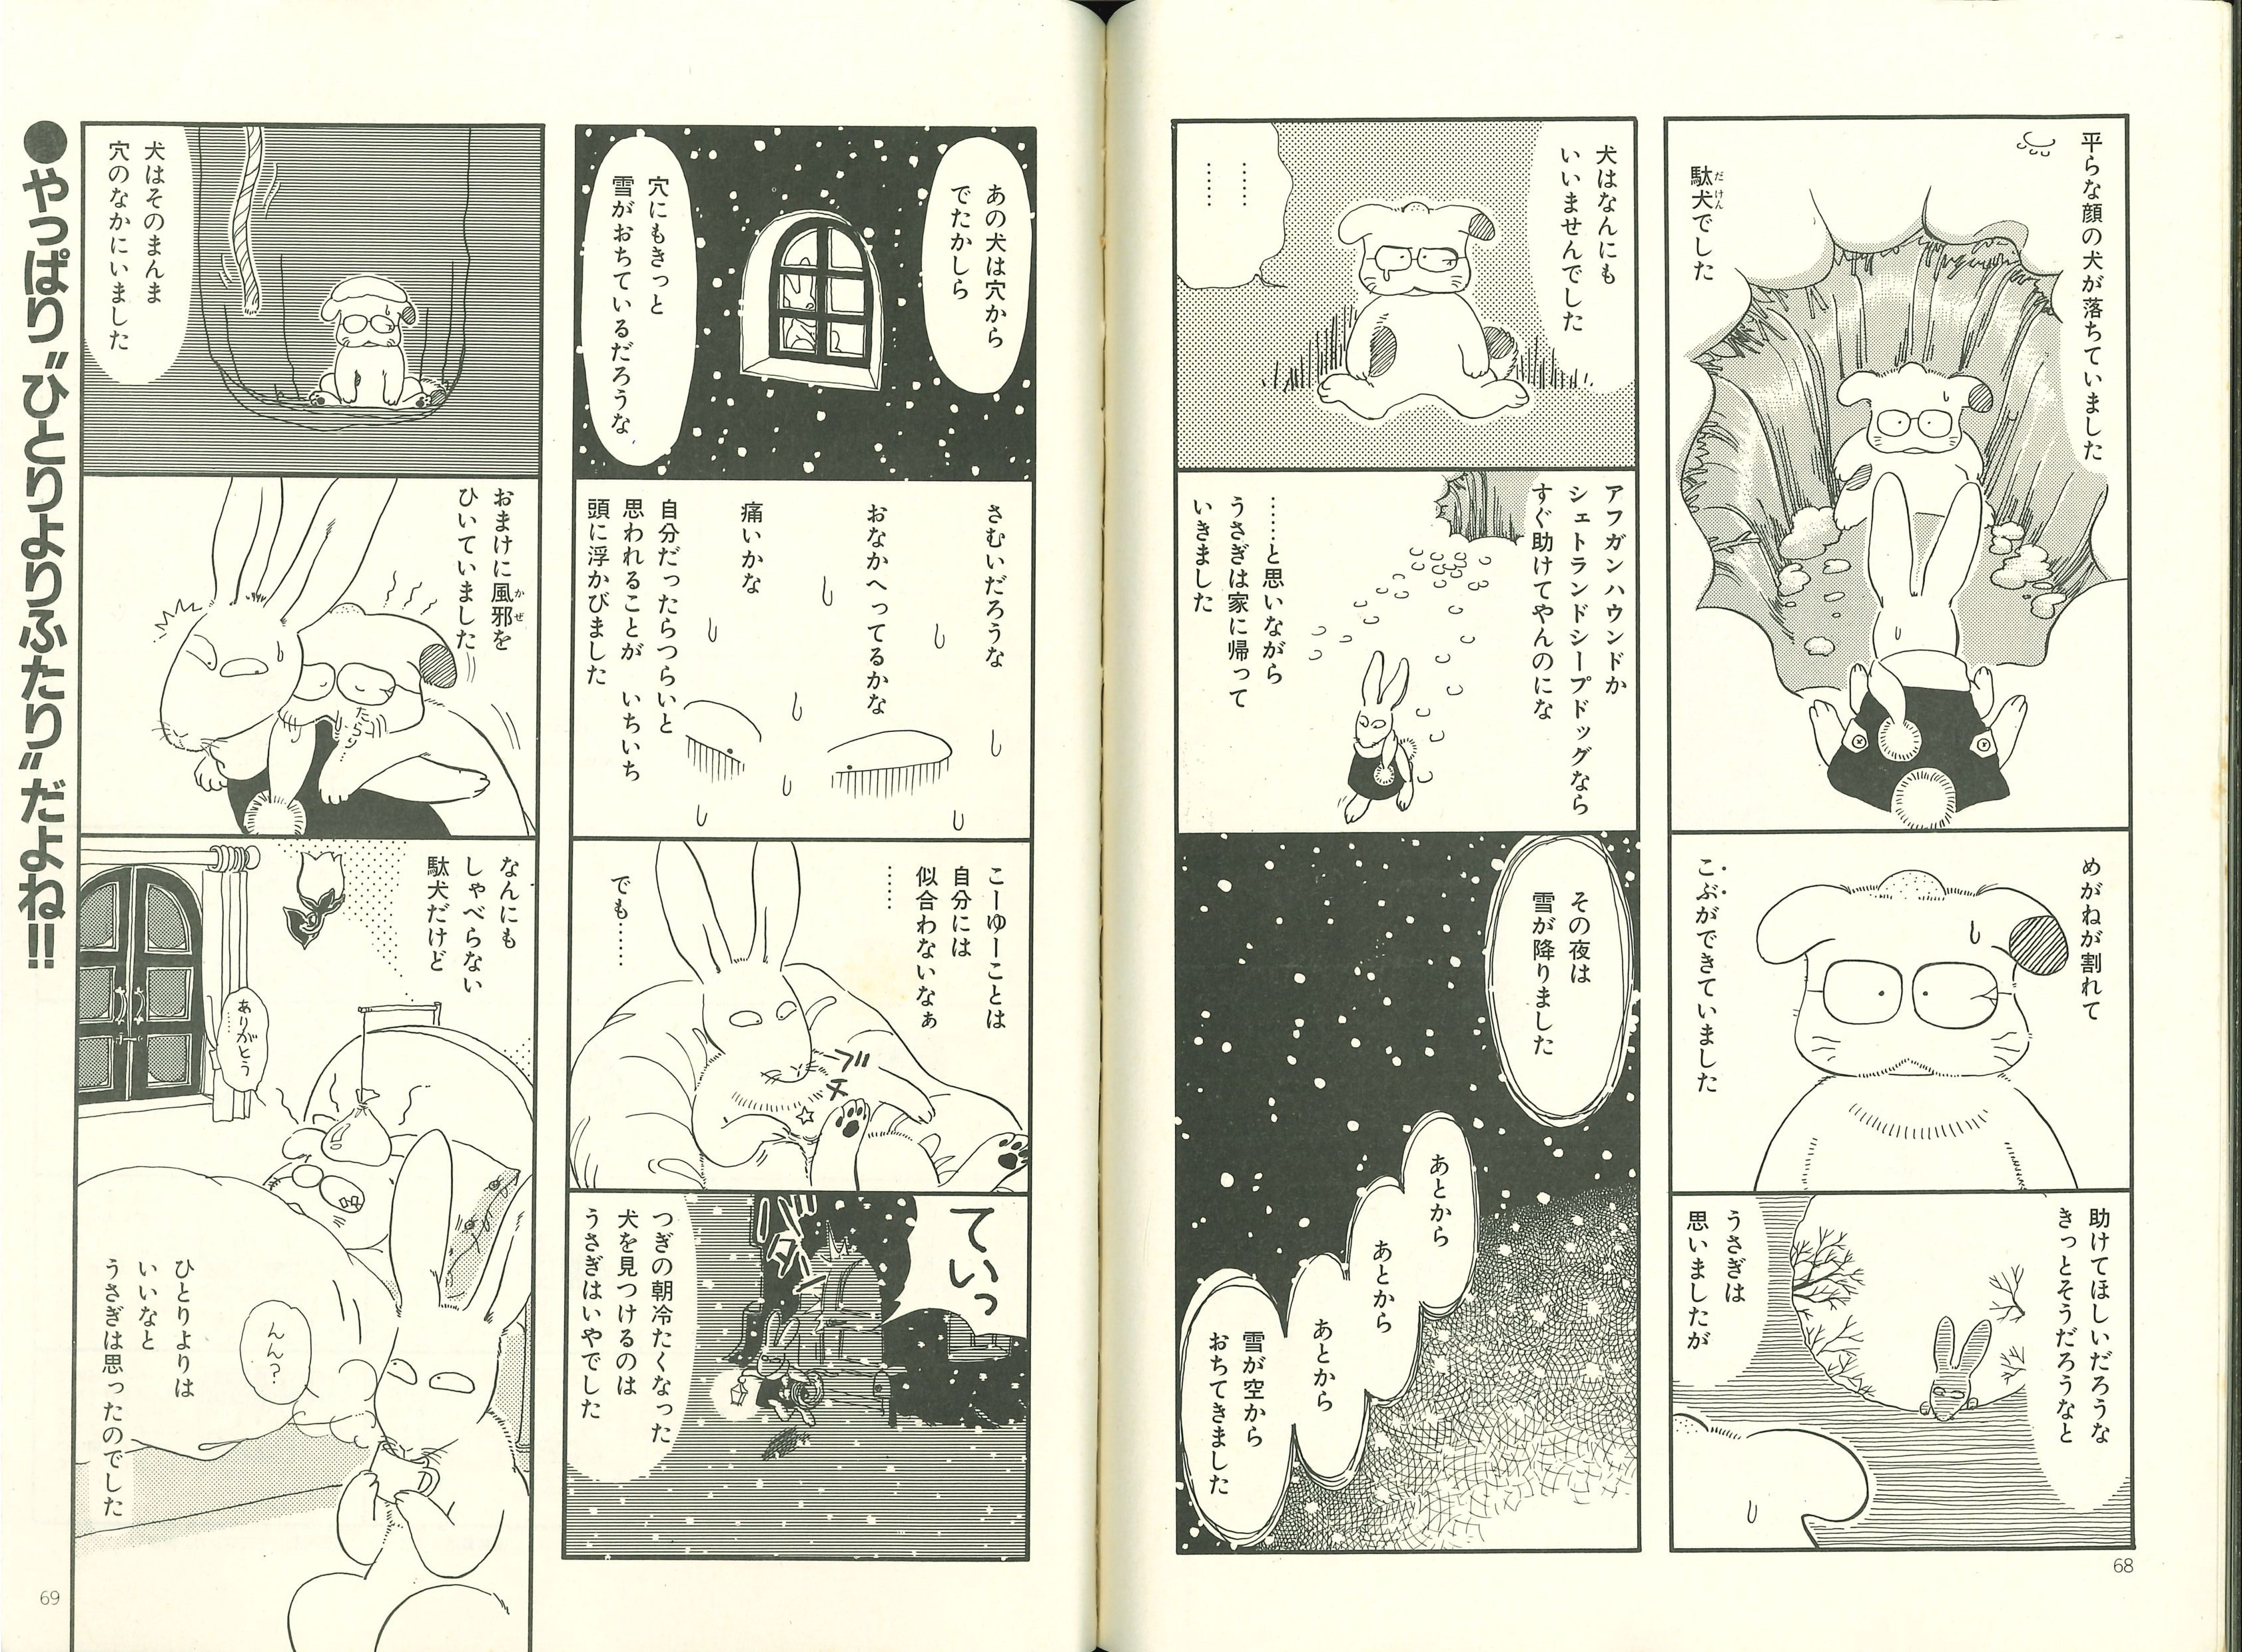 平らな顔の犬が落ちていました
駄犬でした
だけん
めがねが割れて
こぶができていました
助けてほしいだろうな
きっとそうだろうなと
うさぎは
思いましたが
犬はなんにも
いいませんでした
……
……
アフガンハウンドか
シェトランドシープドッグなら
すぐ助けてやんのにな
……と思いながら
うさぎは家に帰って
いきました
その夜は
雪が降りました
あとから
あとから
あとから
雪が空から
おちてきました
68
あの犬は穴から
でたかしら
穴にもきっと
雪がおちているだろうな
さむいだろうな
おなかへってるかな
痛いかな
自分だったらつらいと
思われることが いちいち
頭に浮かびました
こーゆーことは
自分には
似合わないなぁ
……
でも……
ブチ
ていっ
つぎの朝冷たくなった
犬を見つけるのは
うさぎはいやでした
犬はそのまんま
穴のなかにいました
おまけに風邪を
かぜ
ひいていました
たらり
なんにも
しゃべらない
駄犬だけど
ありがとう
……
んん?
ひとりよりは
いいなと
うさぎは思ったのでした
●やっぱり〝ひとりよりふたり〟だよね!!
69